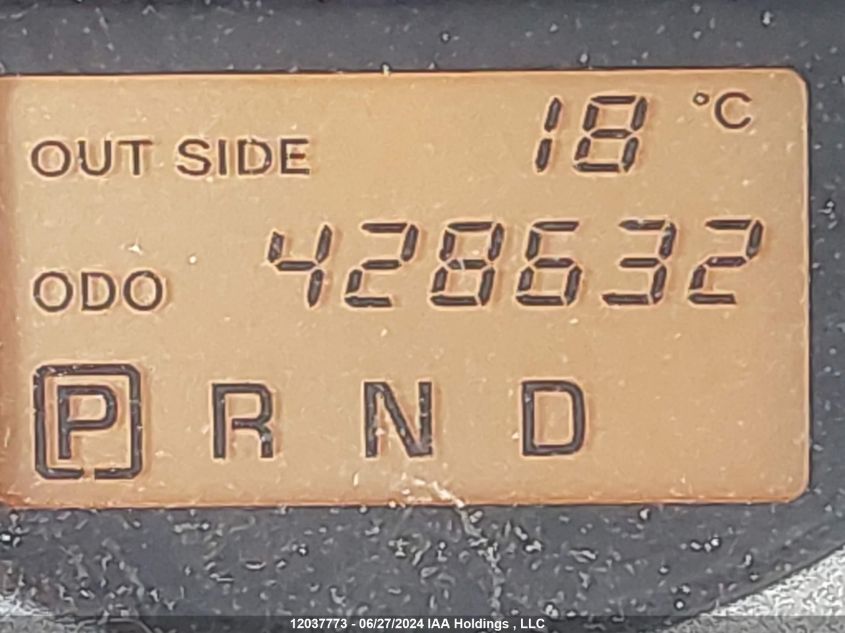 OUT SIDE 18 °C
ODO 428632
P R N D
12037773 - 06/27/2024 IAA Holdings , LLC